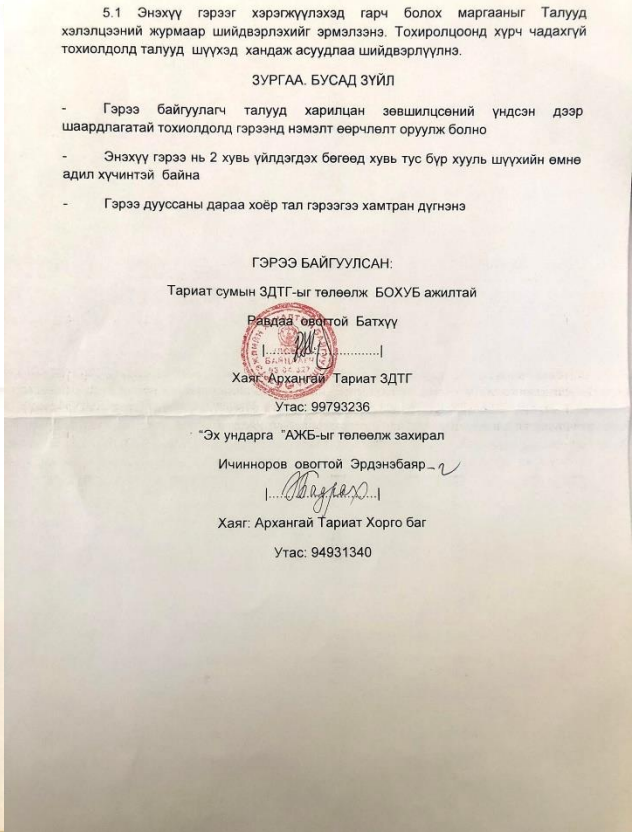 5.1 Энэхүү гэрээг хэрэгжүүлэхэд гарч болох маргааныг Талууд
хэлэлцээний журмаар шийдвэрлэхийг эрмэлзэнэ. Тохиролцоонд хүрч чадахгүй
тохиолдолд талууд шүүхэд хандаж асуудлаа шийдвэрлүүлнэ.
ЗУРГАА. БУСАД ЗҮЙЛ
- Гэрээ байгуулагч талууд харилцан зөвшилцсөний үндсэн дээр
шаардлагатай тохиолдолд гэрээнд нэмэлт өөрчлөлт оруулж болно
- Энэхүү гэрээ нь 2 хувь үйлдэгдэх бөгөөд хувь тус бүр хууль шүүхийн өмнө
адил хүчинтэй байна
- Гэрээ дууссаны дараа хоёр тал гэрээгээ хамтран дүгнэнэ
ГЭРЭЭ БАЙГУУЛСАН:
Тариат сумын ЗДТГ-ыг төлөөлж БОХУБ ажилтай
Равдаа овогтой Батхүү
|..............................|
Хаяг: Архангай Тариат ЗДТГ
Утас: 99793236
“Эх ундарга ”АЖБ-ыг төлөөлж захирал
Ичинноров овогтой Эрдэнэбаяр
|..............................|
Хаяг: Архангай Тариат Хорго баг
Утас: 94931340